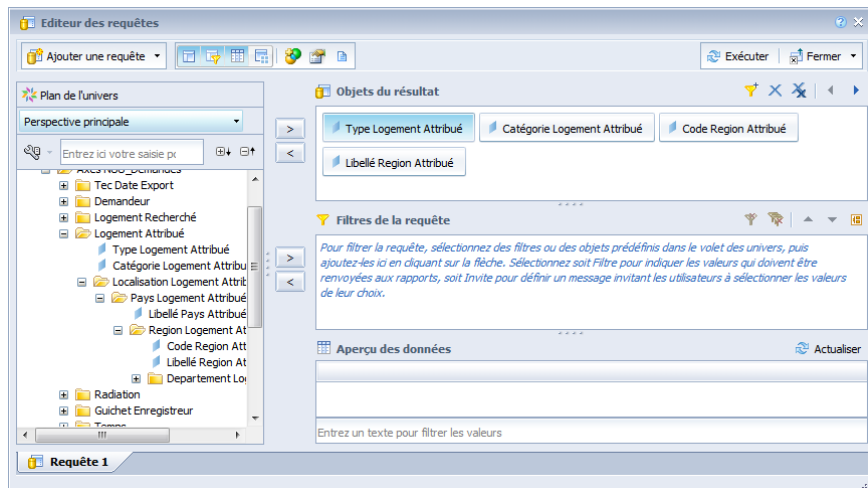 Editeur des requêtes
Ajouter une requête
Exécuter
Fermer
Plan de l'univers
Perspective principale
Entrez ici votre saisie po
Tec Date Export
Demandeur
Logement Recherché
Logement Attribué
Type Logement Attribué
Catégorie Logement Attribu
Localisation Logement Attrib
Pays Logement Attribué
Libellé Pays Attribué
Region Logement At
Code Region Att
Libellé Region At
Departement Lo
Radiation
Guichet Enregistreur
Temps
Objets du résultat
Type Logement Attribué
Catégorie Logement Attribué
Code Region Attribué
Libellé Region Attribué
Filtres de la requête
Pour filtrer la requête, sélectionnez des filtres ou des objets prédéfinis dans le volet des univers, puis
ajoutez-les ici en cliquant sur la flèche. Sélectionnez soit Filtre pour indiquer les valeurs qui doivent être
renvoyées aux rapports, soit Invite pour définir un message invitant les utilisateurs à sélectionner les valeurs
de leur choix.
Aperçu des données
Actualiser
Entrez un texte pour filtrer les valeurs
Requête 1